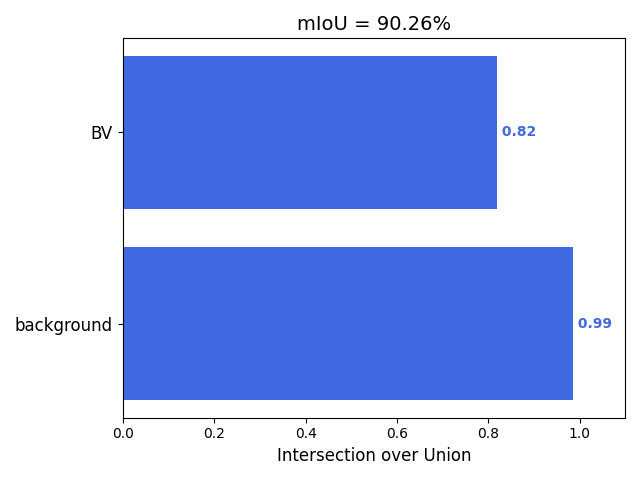 mIoU = 90.26%
BV
0.82
background
0.99
0.0 0.2 0.4 0.6 0.8 1.0
Intersection over Union